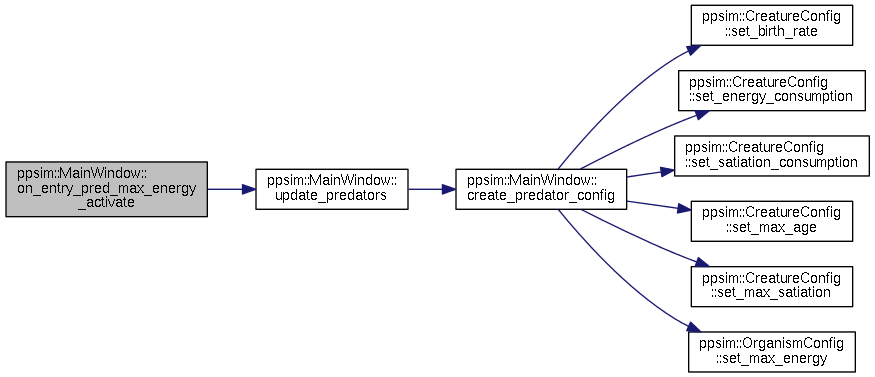 ppsim::MainWindow::
on_entry_pred_max_energy
_activate
ppsim::MainWindow::
update_predators
ppsim::MainWindow::
create_predator_config
ppsim::CreatureConfig
::set_birth_rate
ppsim::CreatureConfig
::set_energy_consumption
ppsim::CreatureConfig
::set_satiation_consumption
ppsim::CreatureConfig
::set_max_age
ppsim::CreatureConfig
::set_max_satiation
ppsim::OrganismConfig
::set_max_energy